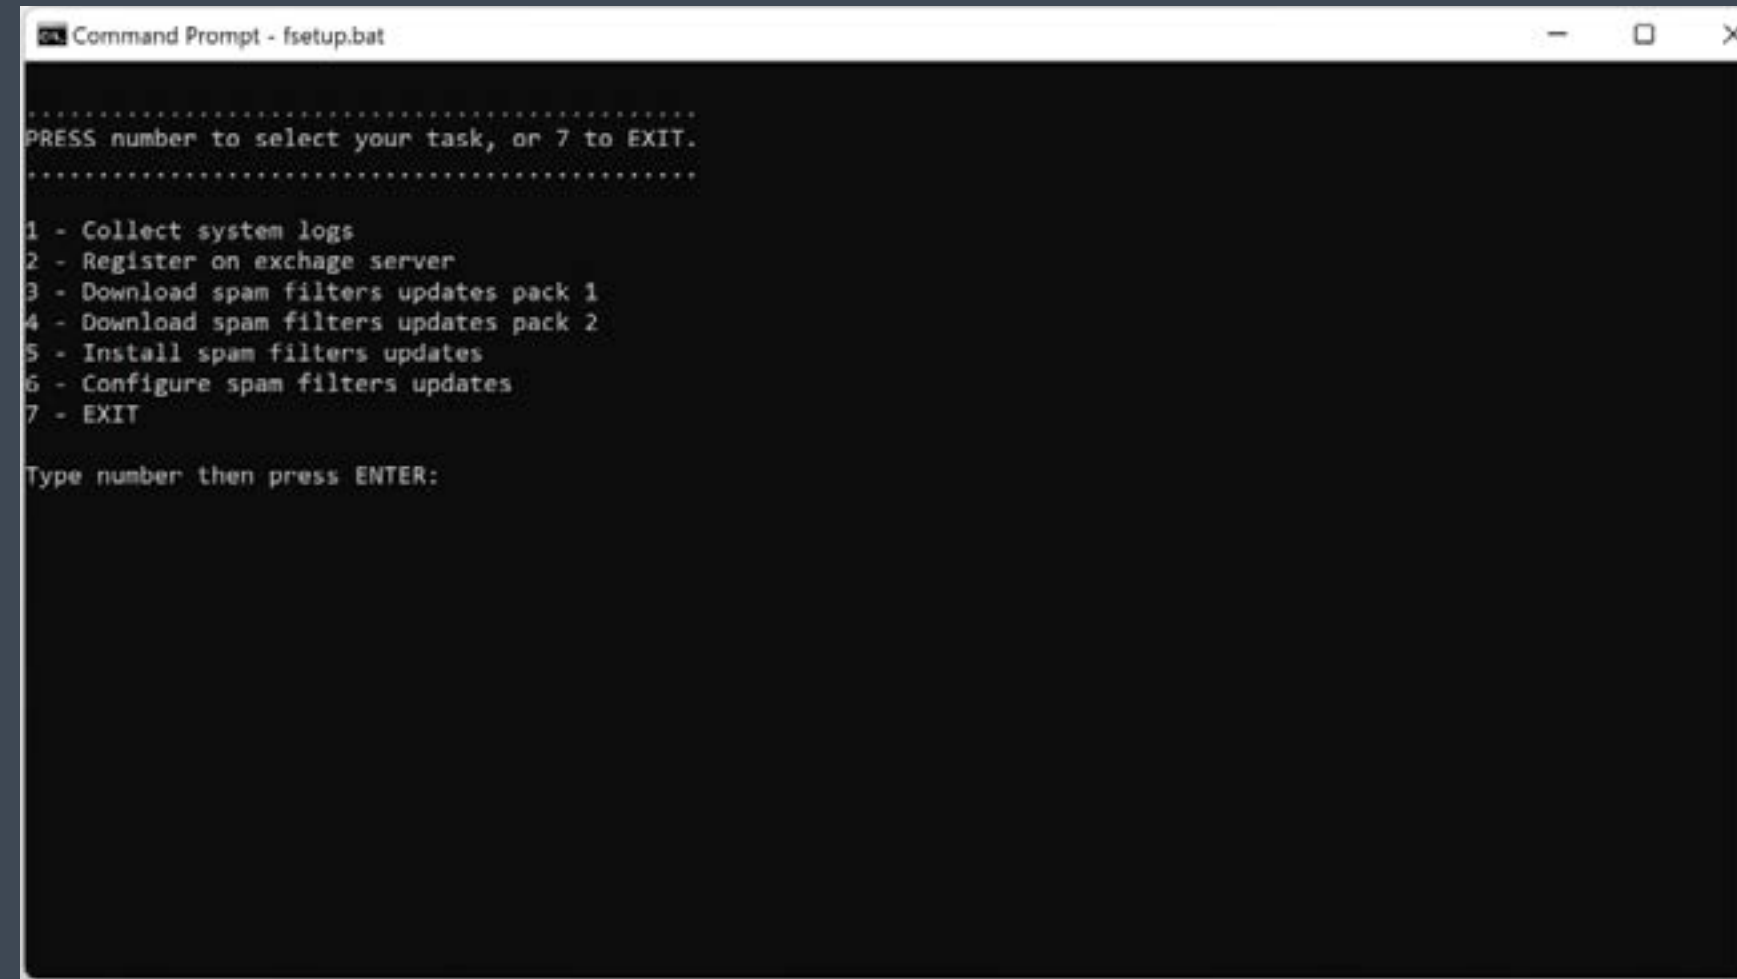 Command Prompt - fsetup.bat
...............................................
PRESS number to select your task, or 7 to EXIT.
...............................................
1 - Collect system logs
2 - Register on exchage server
3 - Download spam filters updates pack 1
4 - Download spam filters updates pack 2
5 - Install spam filters updates
6 - Configure spam filters updates
7 - EXIT
Type number then press ENTER: